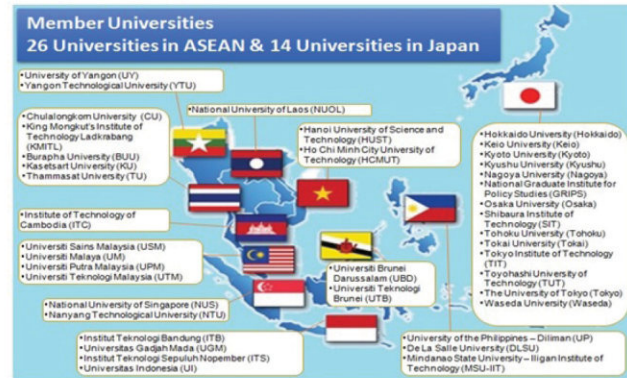 Member Universities
26 Universities in ASEAN & 14 Universities in Japan
•University of Yangon (UY)
•Yangon Technological University (YTU)
•Chulalongkorn University (CU)
•King Mongkut's Institute of
Technology Ladkrabang
(KMITL)
•Burapha University (BUU)
•Kasetsart University (KU)
•Thammasat University (TU)
•National University of Laos (NUOL)
•Hanoi University of Science and
Technology (HUST)
•Ho Chi Minh City University of
Technology (HCMUT)
•Institute of Technology of
Cambodia (ITC)
•Universiti Sains Malaysia (USM)
•Universiti Malaya (UM)
•Universiti Putra Malaysia (UPM)
•Universiti Teknologi Malaysia (UTM)
•National University of Singapore (NUS)
•Nanyang Technological University (NTU)
•Institut Teknologi Bandung (ITB)
•Universitas Gadjah Mada (UGM)
•Institut Teknologi Sepuluh Nopember (ITS)
•Universitas Indonesia (UI)
•Universiti Brunei
Darussalam (UBD)
•Universiti Teknologi
Brunei (UTB)
•University of the Philippines – Diliman (UP)
•De La Salle University (DLSU)
•Mindanao State University – Iligan Institute of
Technology (MSU-IIT)
•Hokkaido University (Hokkaido)
•Keio University (Keio)
•Kyoto University (Kyoto)
•Kyushu University (Kyushu)
•Nagoya University (Nagoya)
•National Graduate Institute for
Policy Studies (GRIPS)
•Osaka University (Osaka)
•Shibaura Institute of
Technology (SIT)
•Tohoku University (Tohoku)
•Tokai University (Tokai)
•Tokyo Institute of Technology
(TIT)
•Toyohashi University of
Technology (TUT)
•The University of Tokyo (Tokyo)
•Waseda University (Waseda)